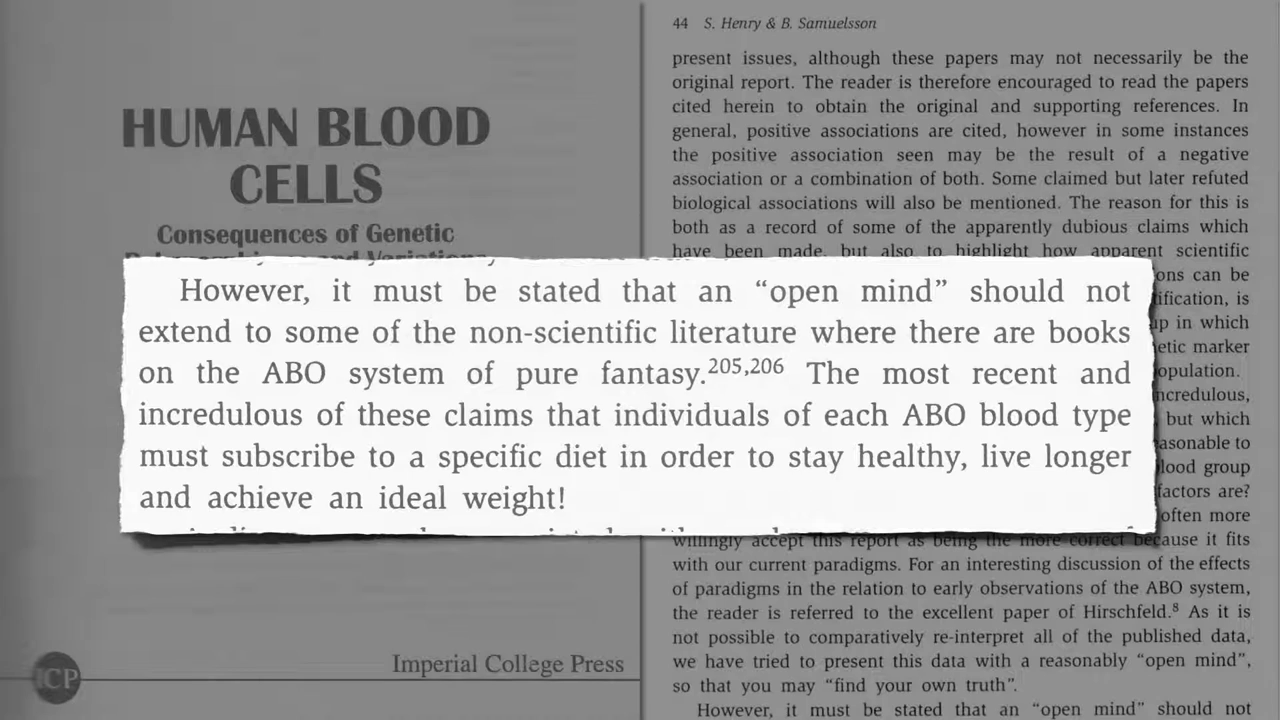 HUMAN BLOOD
CELLS
Consequences of Genetic
ICP
Imperial College Press
44 S. Henry & B. Samuelsson
present issues, although these papers may not necessarily be the
original report. The reader is therefore encouraged to read the papers
cited herein to obtain the original and supporting references. In
general, positive associations are cited, however in some instances
the positive association seen may be the result of a negative
association or a combination of both. Some claimed but later refuted
biological associations will also be mentioned. The reason for this is
both as a record of some of the apparently dubious claims which
have been made, but also to highlight how apparent scientific
can be
is
in which
marker
but which
to
group
factors are?
often more
willingly accept this report as being the more correct because it fits
with our current paradigms. For an interesting discussion of the effects
of paradigms in the relation to early observations of the ABO system,
the reader is referred to the excellent paper of Hirschfeld.⁸ As it is
not possible to comparatively re-interpret all of the published data,
we have tried to present this data with a reasonably “open mind”,
so that you may “find your own truth”.
However, it must be stated that an “open mind” should not
However, it must be stated that an “open mind” should not
extend to some of the non-scientific literature where there are books
on the ABO system of pure fantasy.²⁰⁵,²⁰⁶ The most recent and
incredulous of these claims that individuals of each ABO blood type
must subscribe to a specific diet in order to stay healthy, live longer
and achieve an ideal weight!